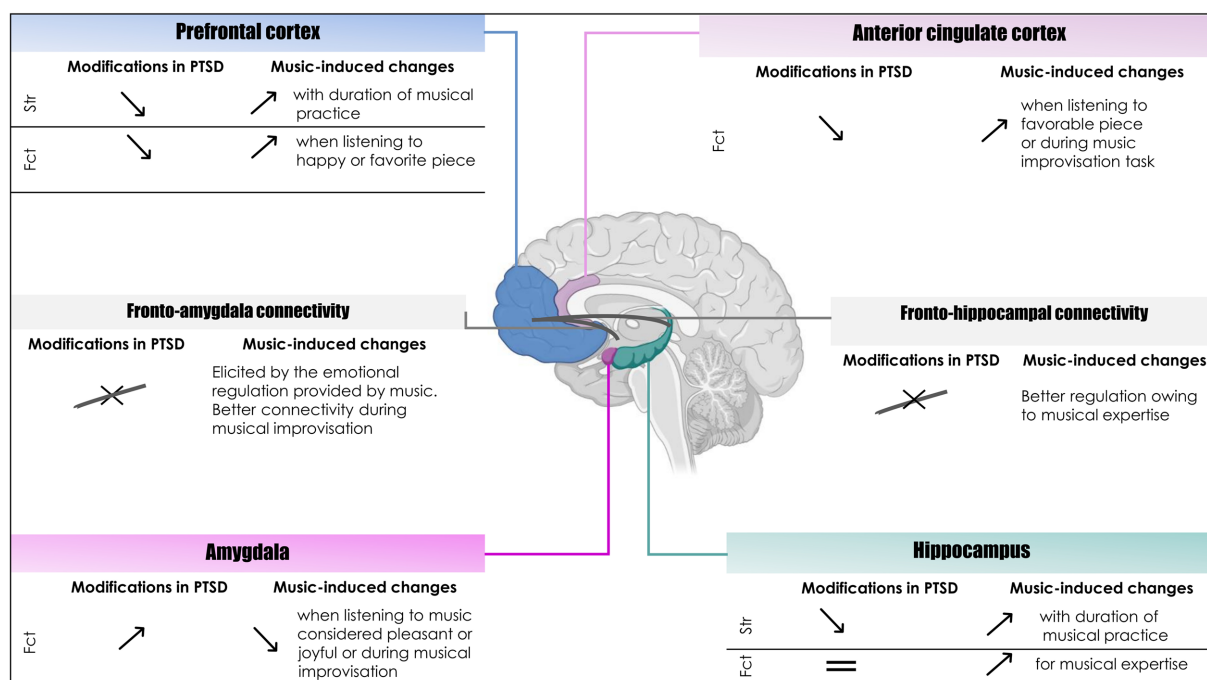 Prefrontal cortex
Modifications in PTSD
Music-induced changes
Str
with duration of musical
practice
Fct
when listening to
happy or favorite piece
Anterior cingulate cortex
Modifications in PTSD
Music-induced changes
Fct
when listening to
favorable piece
or during music
improvisation task
Fronto-amygdala connectivity
Modifications in PTSD
Music-induced changes
Elicited by the emotional
regulation provided by music.
Better connectivity during
musical improvisation
Fronto-hippocampal connectivity
Modifications in PTSD
Music-induced changes
Better regulation owing
to musical expertise
Amygdala
Modifications in PTSD
Music-induced changes
Fct
when listening to music
considered pleasant or
joyful or during musical
improvisation
Hippocampus
Modifications in PTSD
Music-induced changes
Str
with duration of
musical practice
Fct
for musical expertise